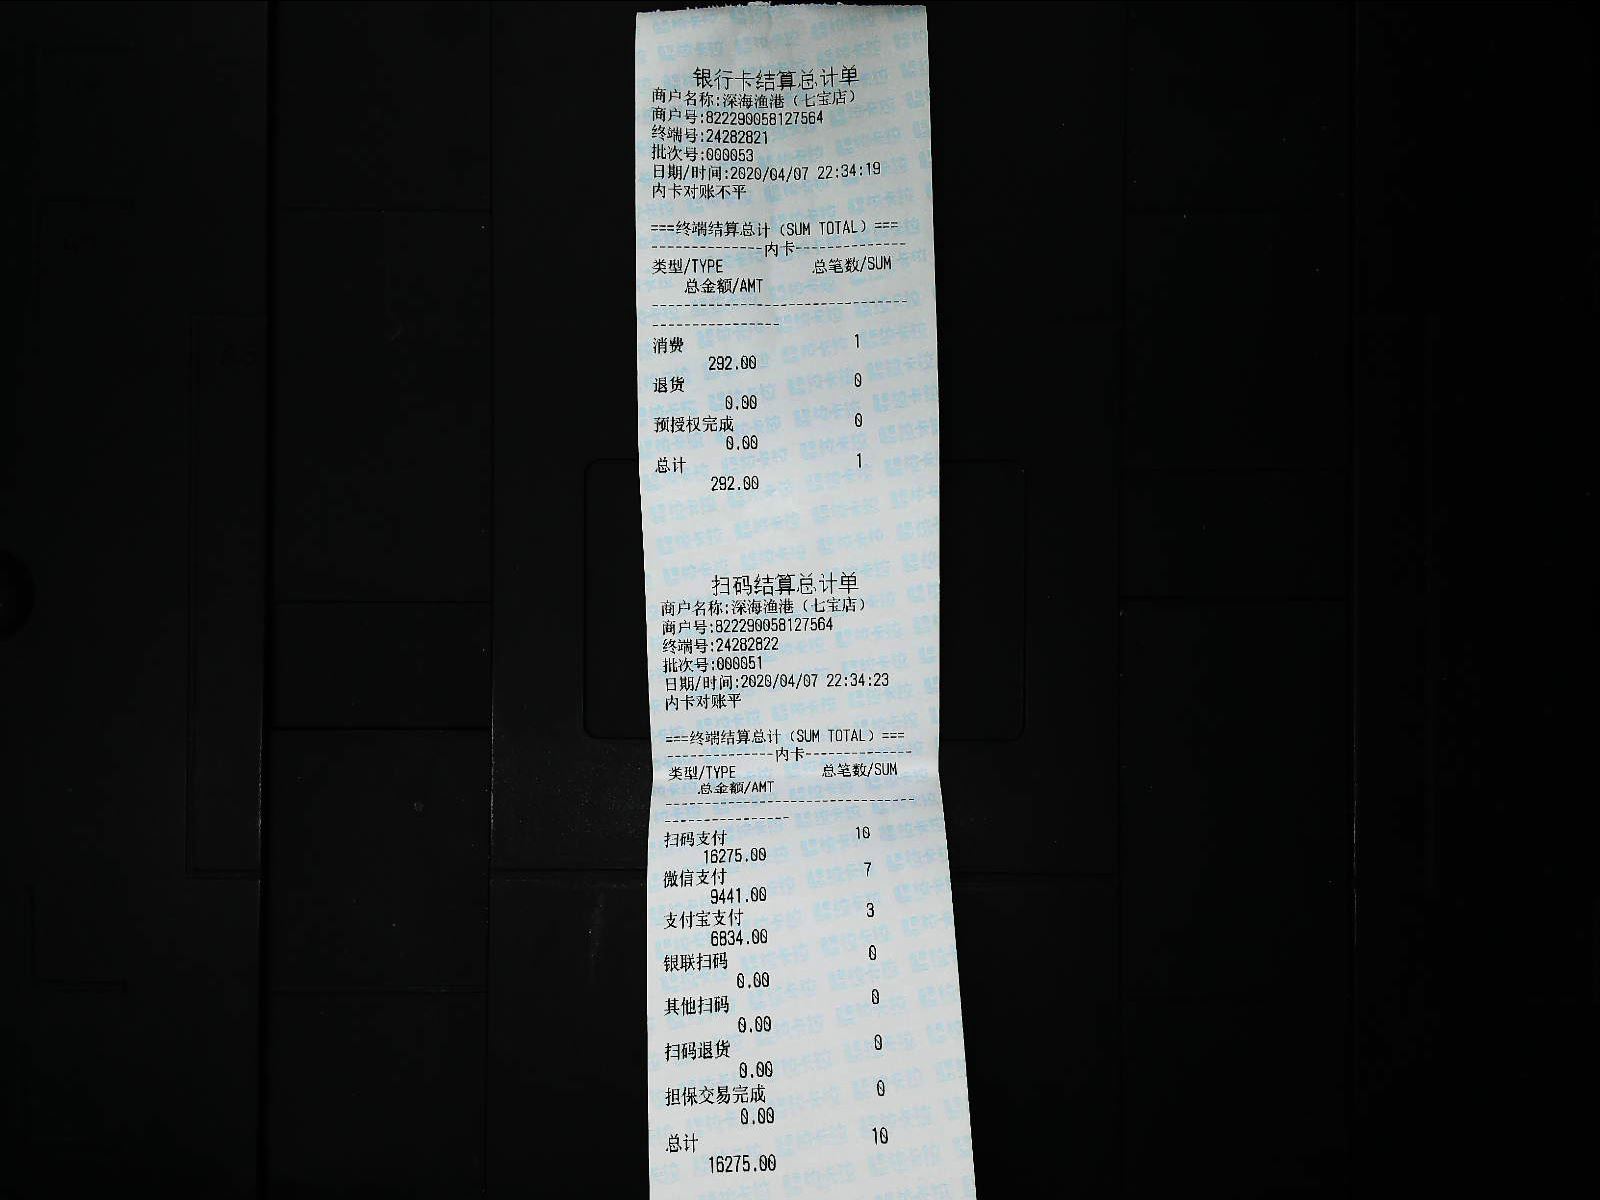 银行卡结算总计单
商户名称:深海渔港（七宝店）
商户号:822290058127564
终端号:24282821
批次号:000053
日期/时间:2020/04/07 22:34:19
内卡对账不平
===终端结算总计（SUM TOTAL）===
--------------内卡--------------
类型/TYPE 总笔数/SUM
总金额/AMT
--------------------------------
----------------
消费 1
292.00
退货 0
0.00
预授权完成 0
0.00
总计 1
292.00
扫码结算总计单
商户名称:深海渔港（七宝店）
商户号:822290058127564
终端号:24282822
批次号:000051
日期/时间:2020/04/07 22:34:23
内卡对账平
===终端结算总计（SUM TOTAL）===
--------------内卡--------------
类型/TYPE 总笔数/SUM
总金额/AMT
--------------------------------
----------------
扫码支付 10
16275.00
微信支付 7
9441.00
支付宝支付 3
6834.00
银联扫码 0
0.00
其他扫码 0
0.00
扫码退货 0
0.00
担保交易完成 0
0.00
总计 10
16275.00